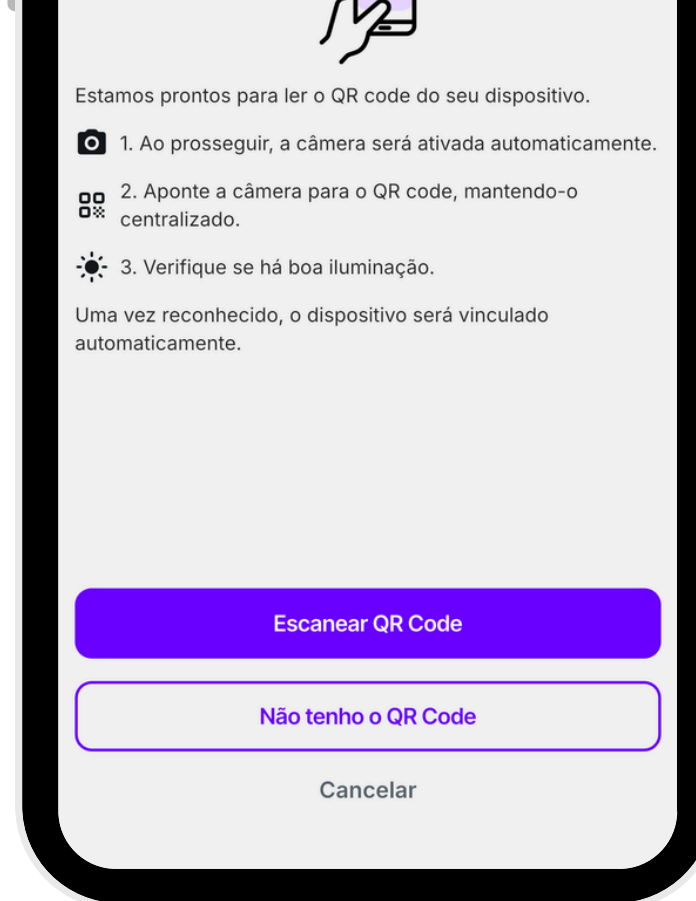 Estamos prontos para ler o QR code do seu dispositivo.
1. Ao prosseguir, a câmera será ativada automaticamente.
2. Aponte a câmera para o QR code, mantendo-o
centralizado.
3. Verifique se há boa iluminação.
Uma vez reconhecido, o dispositivo será vinculado
automaticamente.
Escanear QR Code
Não tenho o QR Code
Cancelar